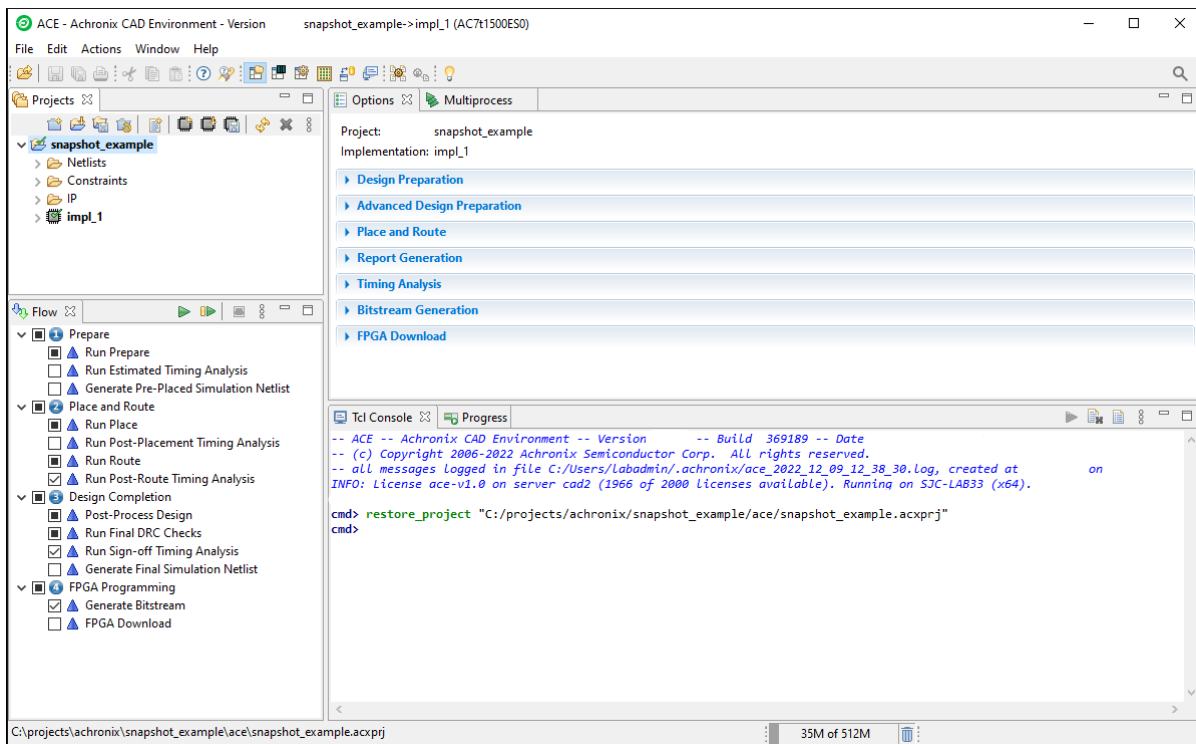 ACE - Achronix CAD Environment - Version snapshot_example->impl_1 (AC7t1500ES0)
File Edit Actions Window Help
Projects
snapshot_example
Netlists
Constraints
IP
impl_1
Options Multiprocess
Project: snapshot_example
Implementation: impl_1
Design Preparation
Advanced Design Preparation
Place and Route
Report Generation
Timing Analysis
Bitstream Generation
FPGA Download
Flow
1 Prepare
Run Prepare
Run Estimated Timing Analysis
Generate Pre-Placed Simulation Netlist
2 Place and Route
Run Place
Run Post-Placement Timing Analysis
Run Route
Run Post-Route Timing Analysis
3 Design Completion
Post-Process Design
Run Final DRC Checks
Run Sign-off Timing Analysis
Generate Final Simulation Netlist
4 FPGA Programming
Generate Bitstream
FPGA Download
Tcl Console Progress
-- ACE -- Achronix CAD Environment -- Version -- Build 369189 -- Date
-- (c) Copyright 2006-2022 Achronix Semiconductor Corp. All rights reserved.
-- all messages logged in file C:/Users/labadmin/.achronix/ace_2022_12_09_12_38_30.log, created at on
INFO: License ace-v1.0 on server cad2 (1966 of 2000 licenses available). Running on SJC-LAB33 (x64).
cmd> restore_project "C:/projects/achronix/snapshot_example/ace/snapshot_example.acxprj"
cmd>
C:\projects\achronix\snapshot_example\ace\snapshot_example.acxprj
35M of 512M